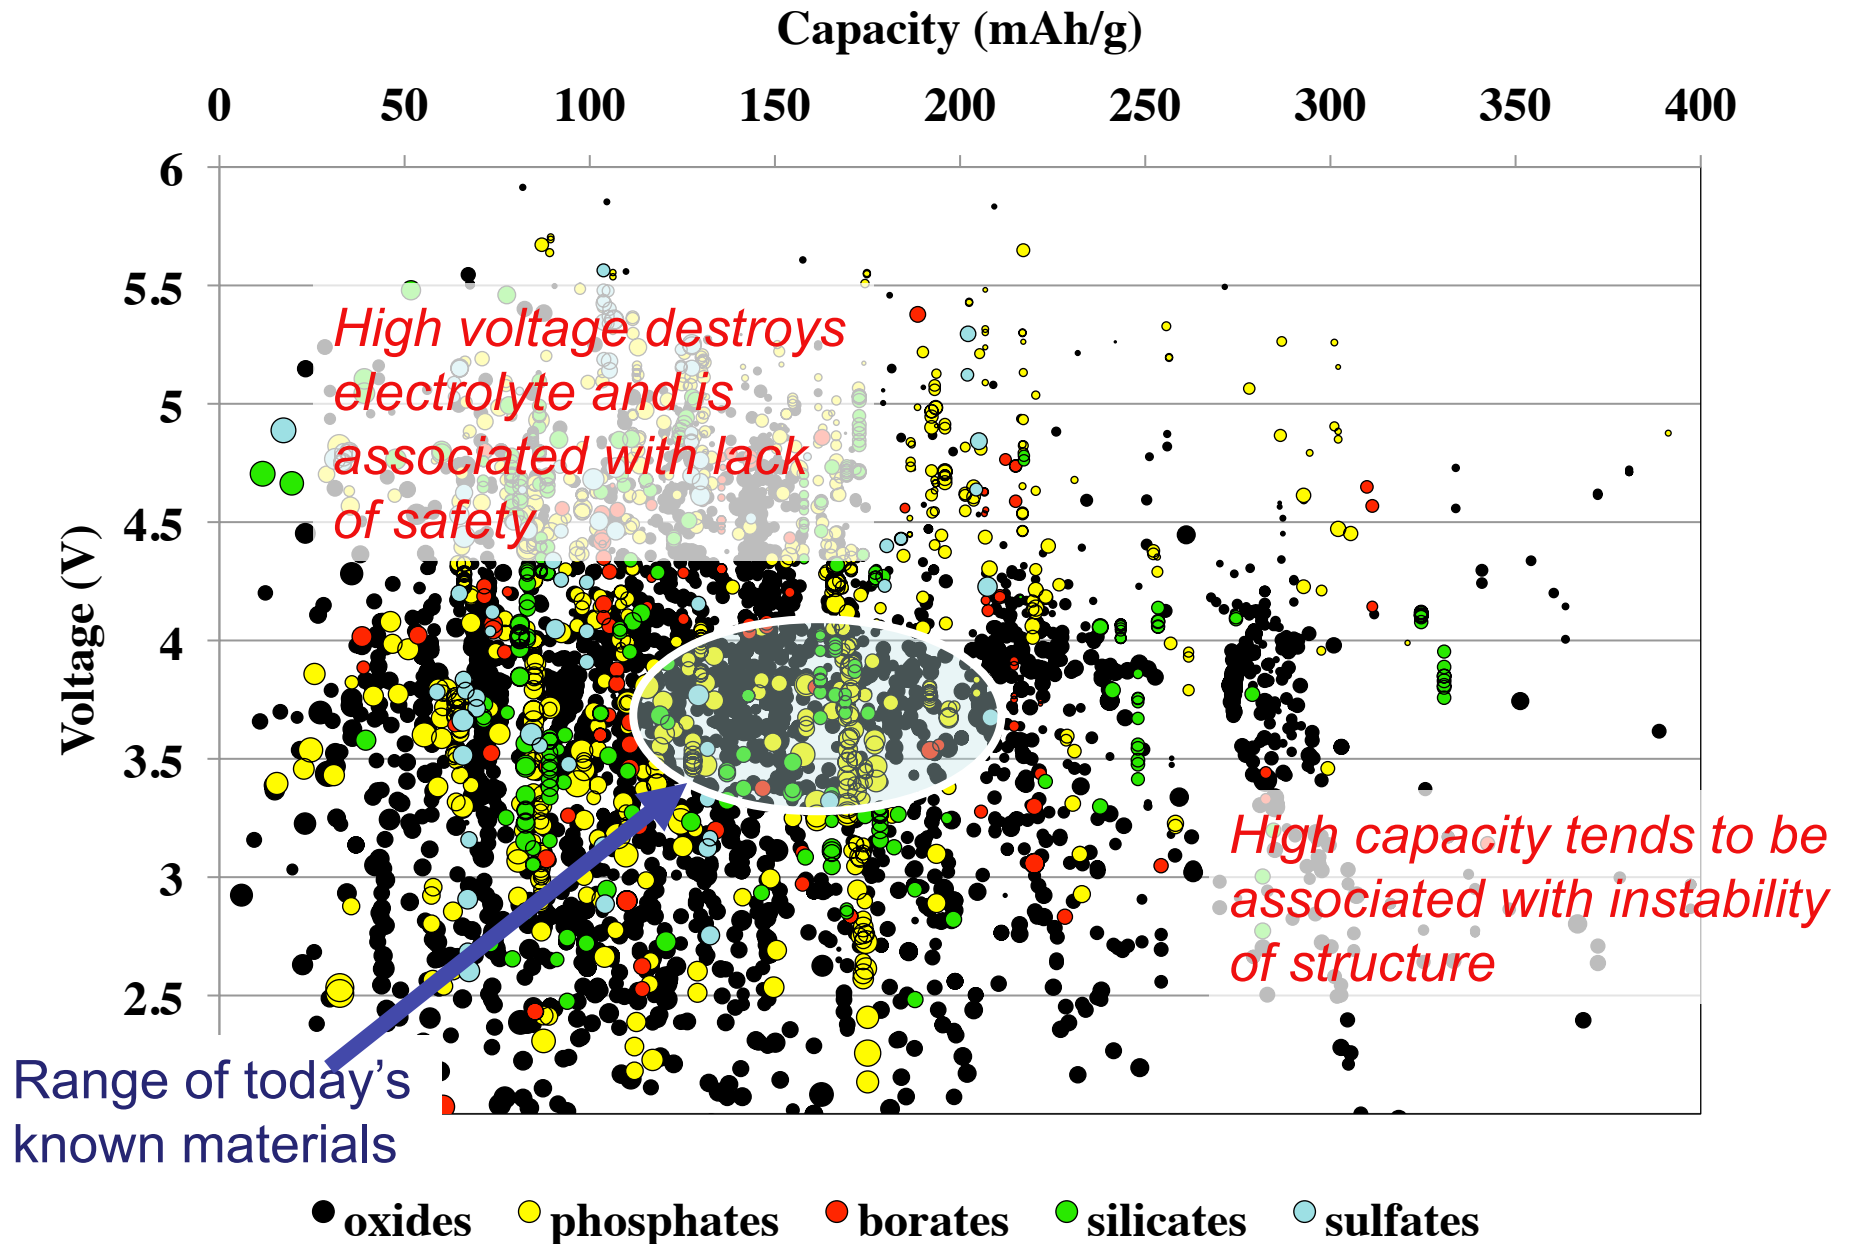 Capacity (mAh/g)
0 50 100 150 200 250 300 350 400
6
5.5
5
4.5
4
3.5
3
2.5
Voltage (V)
High voltage destroys
electrolyte and is
associated with lack
of safety
High capacity tends to be
associated with instability
of structure
Range of today's
known materials
oxides phosphates borates silicates sulfates